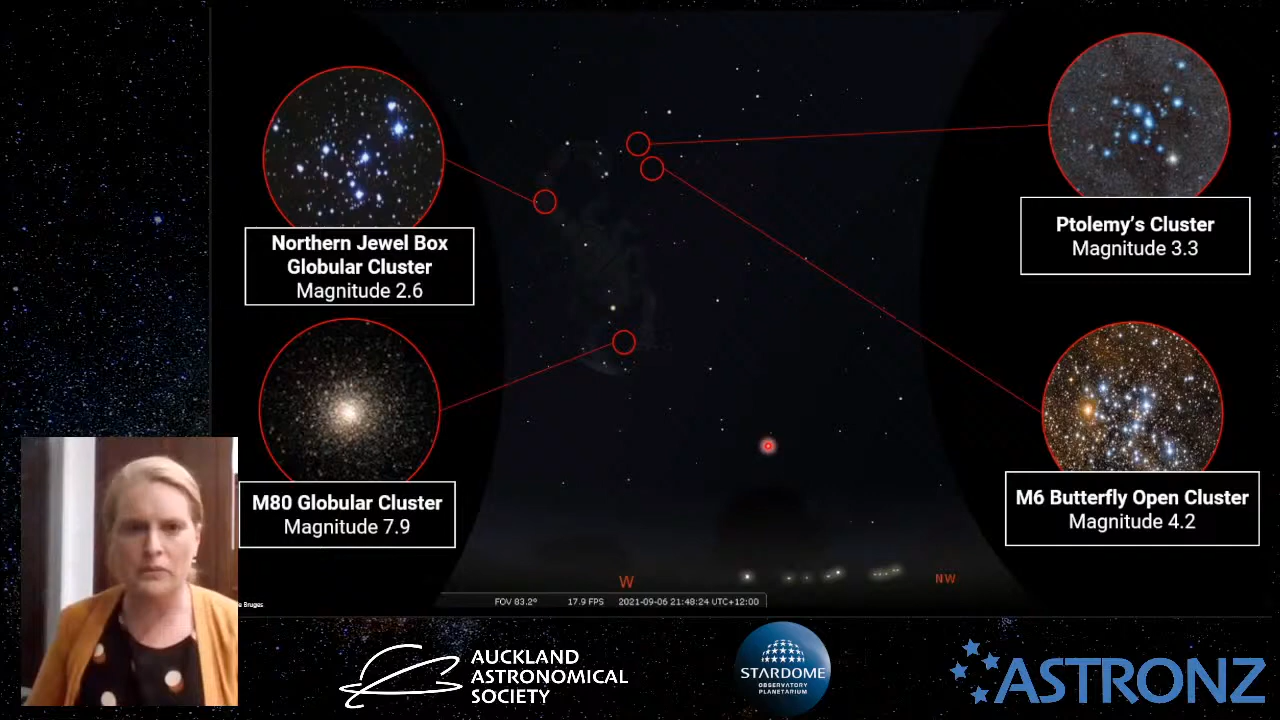 Northern Jewel Box
Globular Cluster
Magnitude 2.6
Ptolemy's Cluster
Magnitude 3.3
M80 Globular Cluster
Magnitude 7.9
M6 Butterfly Open Cluster
Magnitude 4.2
W
NW
FOV 83.2° 17.9 FPS 2021-09-06 21:48:24 UTC+12:00
Bruges
AUCKLAND
ASTRONOMICAL
SOCIETY
STARDOME
OBSERVATORY
PLANETARIUM
ASTRONZ